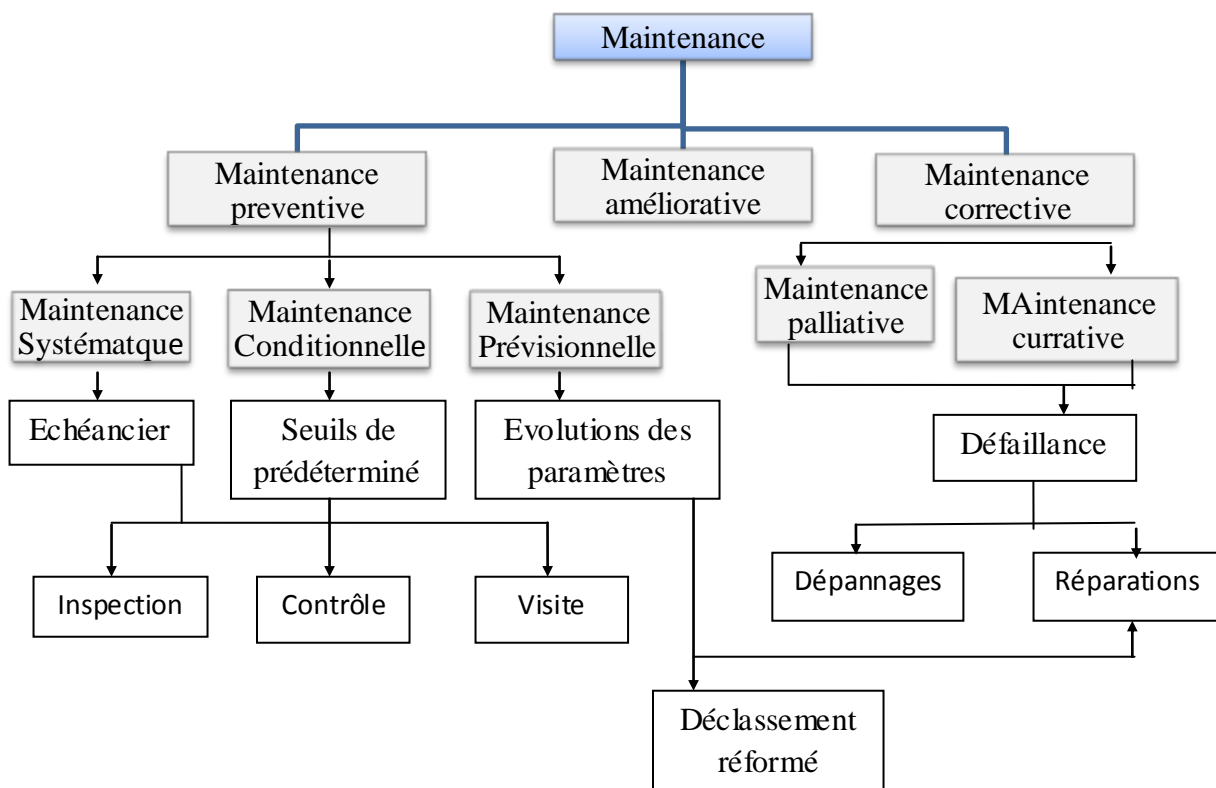 Maintenance
Maintenance
preventive
Maintenance
améliorative
Maintenance
corrective
Maintenance
Systématque
Maintenance
Conditionnelle
Maintenance
Prévisionnelle
Maintenance
palliative
MAintenance
currative
Echéancier
Seuils de
prédéterminé
Evolutions des
paramètres
Défaillance
Inspection
Contrôle
Visite
Dépannages
Réparations
Déclassement
réformé